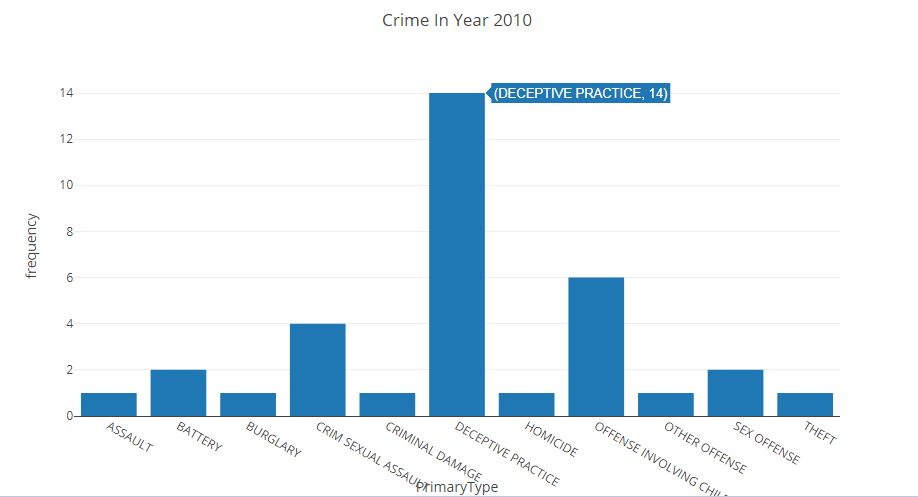 Crime In Year 2010
(DECEPTIVE PRACTICE, 14)
14
12
10
8
6
4
2
0
frequency
ASSAULT
BATTERY
BURGLARY
CRIM SEXUAL ASSAULT
CRIMINAL DAMAGE
DECEPTIVE PRACTICE
HOMICIDE
OFFENSE INVOLVING
OTHER OFFENSE
SEX OFFENSE
THEFT
PrimaryType